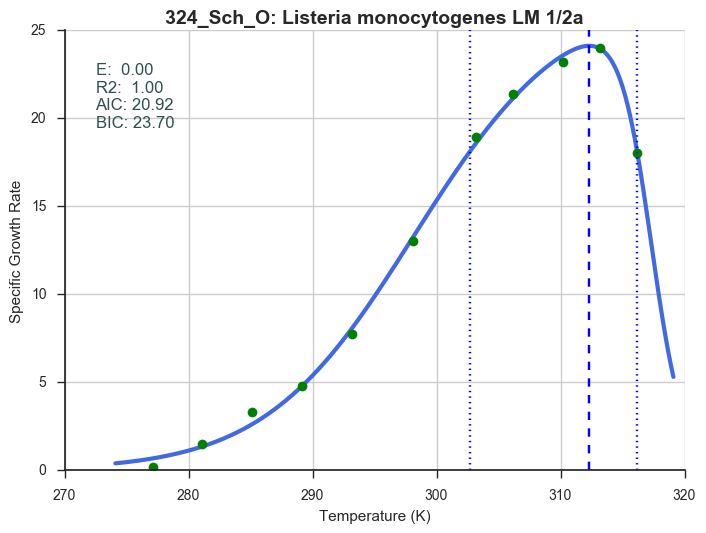 324_Sch_O: Listeria monocytogenes LM 1/2a
E: 0.00
R2: 1.00
AIC: 20.92
BIC: 23.70
Specific Growth Rate
25
20
15
10
5
0
270 280 290 300 310 320
Temperature (K)